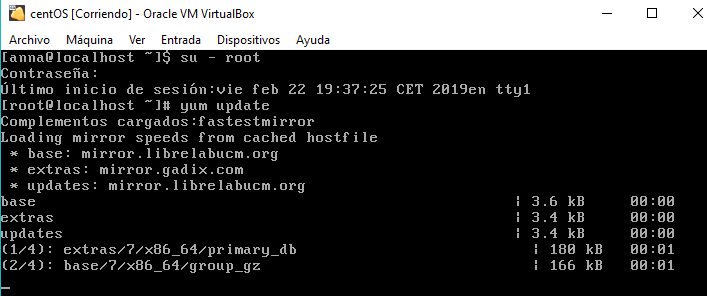 centOS [Corriendo] - Oracle VM VirtualBox
Archivo Máquina Ver Entrada Dispositivos Ayuda
[anna@localhost ~]$ su - root
Contraseña:
Último inicio de sesión:vie feb 22 19:37:25 CET 2019en tty1
[root@localhost ~]# yum update
Complementos cargados:fastestmirror
Loading mirror speeds from cached hostfile
 * base: mirror.librelabucm.org
 * extras: mirror.gadix.com
 * updates: mirror.librelabucm.org
base | 3.6 kB 00:00
extras | 3.4 kB 00:00
updates | 3.4 kB 00:00
(1/4): extras/7/x86_64/primary_db | 180 kB 00:01
(2/4): base/7/x86_64/group_gz | 166 kB 00:01
_